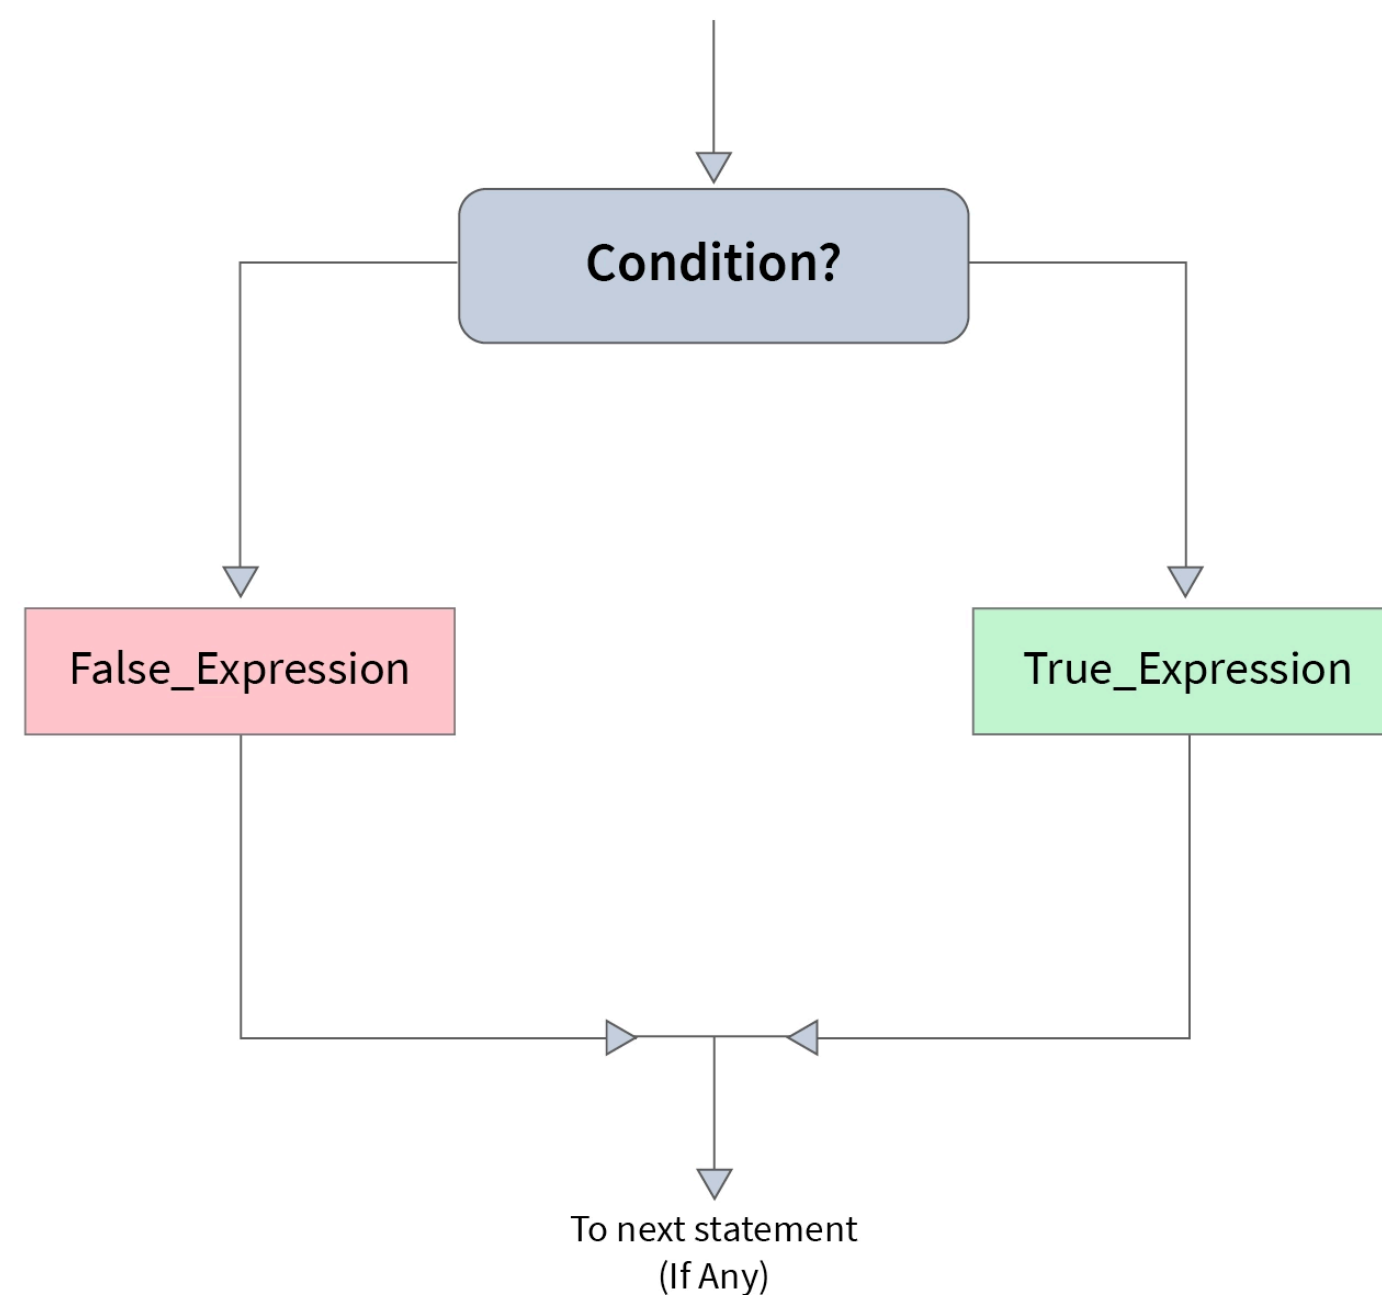 Condition?
False_Expression
True_Expression
To next statement
(If Any)